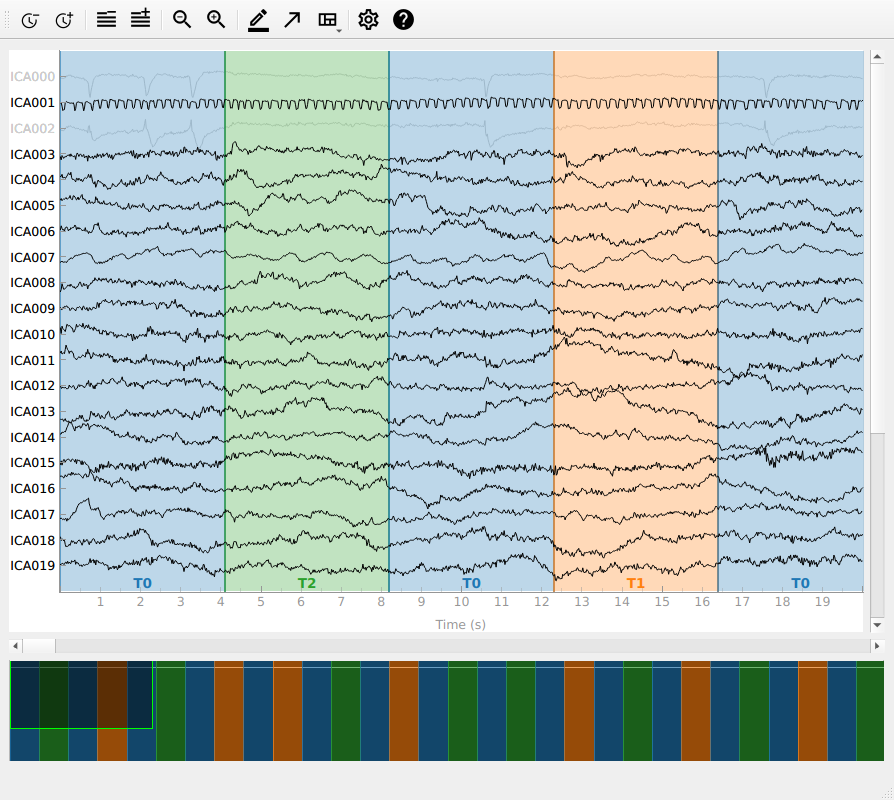 ICA000
ICA001
ICA002
ICA003
ICA004
ICA005
ICA006
ICA007
ICA008
ICA009
ICA010
ICA011
ICA012
ICA013
ICA014
ICA015
ICA016
ICA017
ICA018
ICA019
T0 T2 T0 T1 T0
1 2 3 4 5 6 7 8 9 10 11 12 13 14 15 16 17 18 19
Time (s)